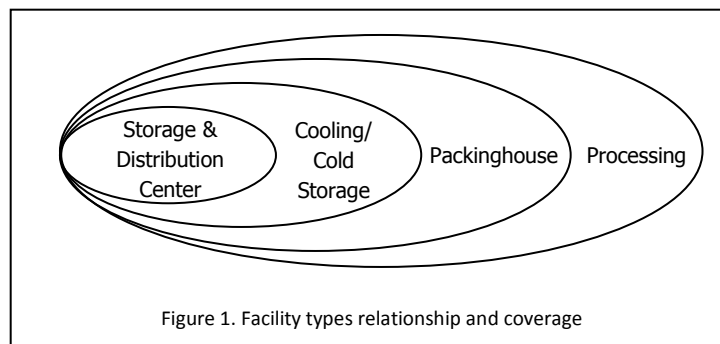 Storage &
Distribution
Center
Cooling/
Cold
Storage
Packinghouse
Processing
Figure 1. Facility types relationship and coverage